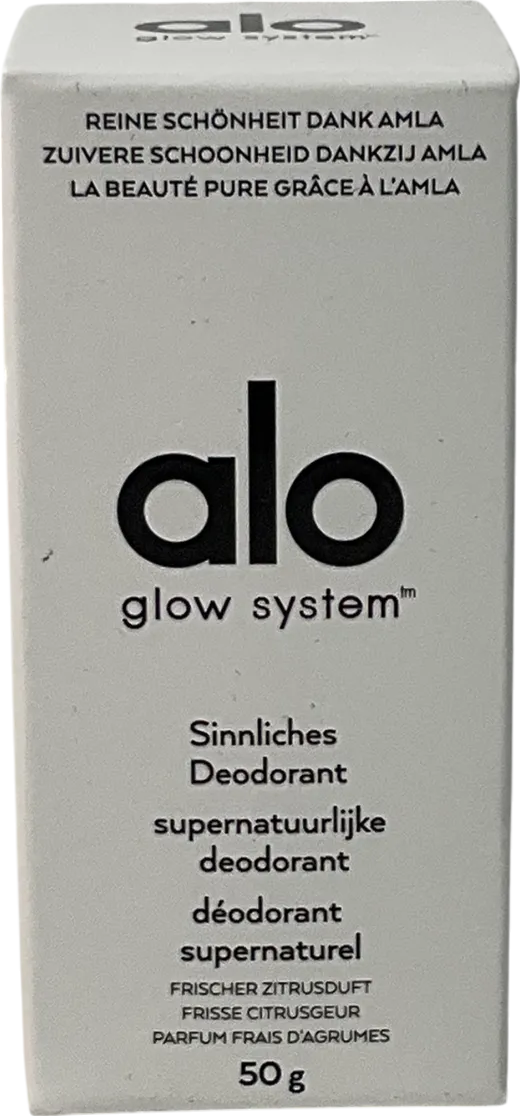 alo
glow system™
REINE SCHÖNHEIT DANK AMLA
ZUIVERE SCHOONHEID DANKZIJ AMLA
LA BEAUTÉ PURE GRÂCE À L'AMLA
alo
glow system™
Sinnliches
Deodorant
supernatuurlijke
deodorant
déodorant
supernaturel
FRISCHER ZITRUSDUFT
FRISSE CITRUSGEUR
PARFUM FRAIS D'AGRUMES
50 g